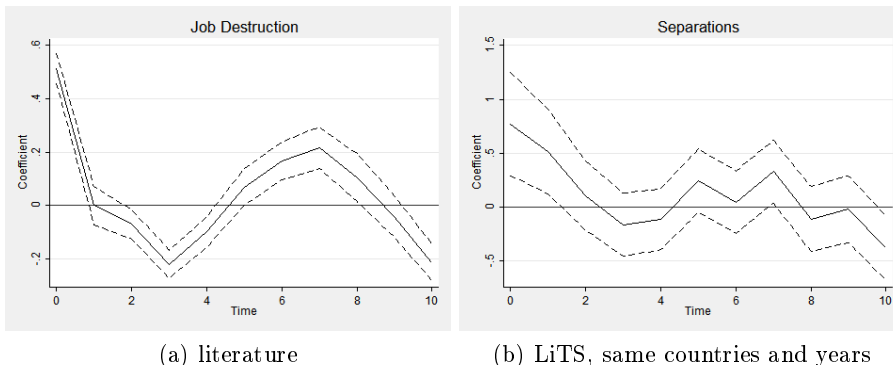 Job Destruction
Coefficient
.6
.4
.2
0
-.2
0 2 4 6 8 10
Time
(a) literature
Separations
Coefficient
1.5
1
.5
0
-.5
0 2 4 6 8 10
Time
(b) LiTS, same countries and years